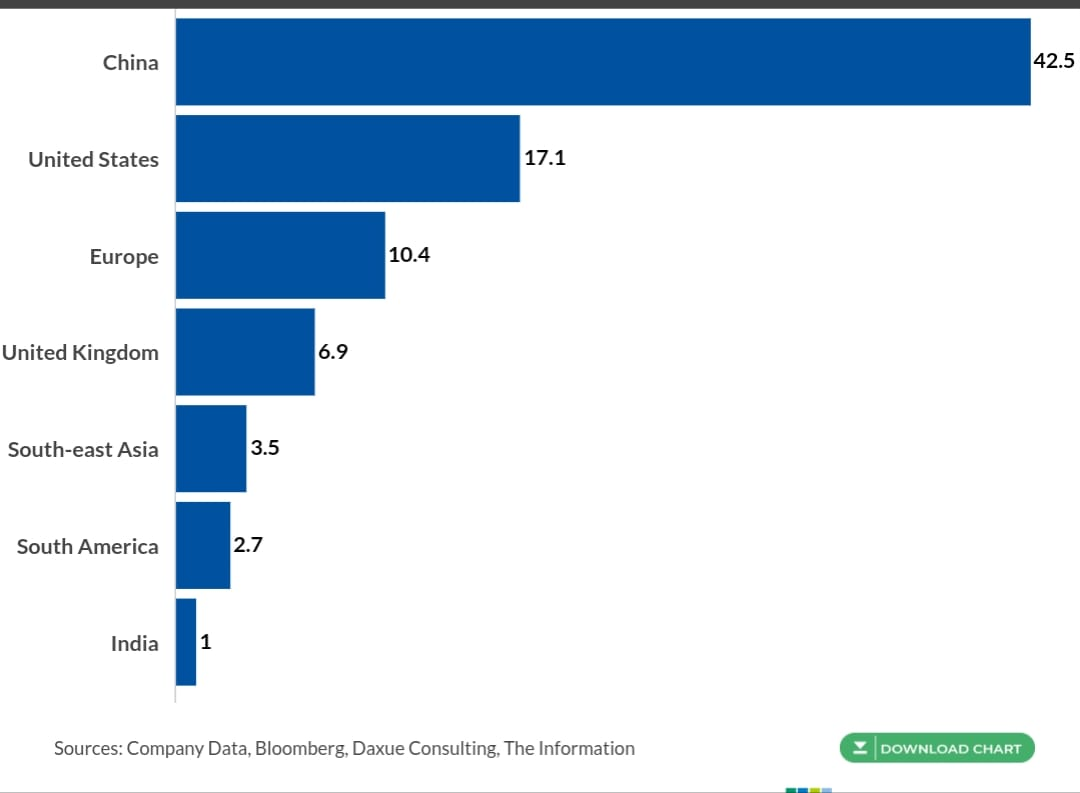 China 42.5
United States 17.1
Europe 10.4
United Kingdom 6.9
South-east Asia 3.5
South America 2.7
India 1
Sources: Company Data, Bloomberg, Daxue Consulting, The Information
DOWNLOAD CHART